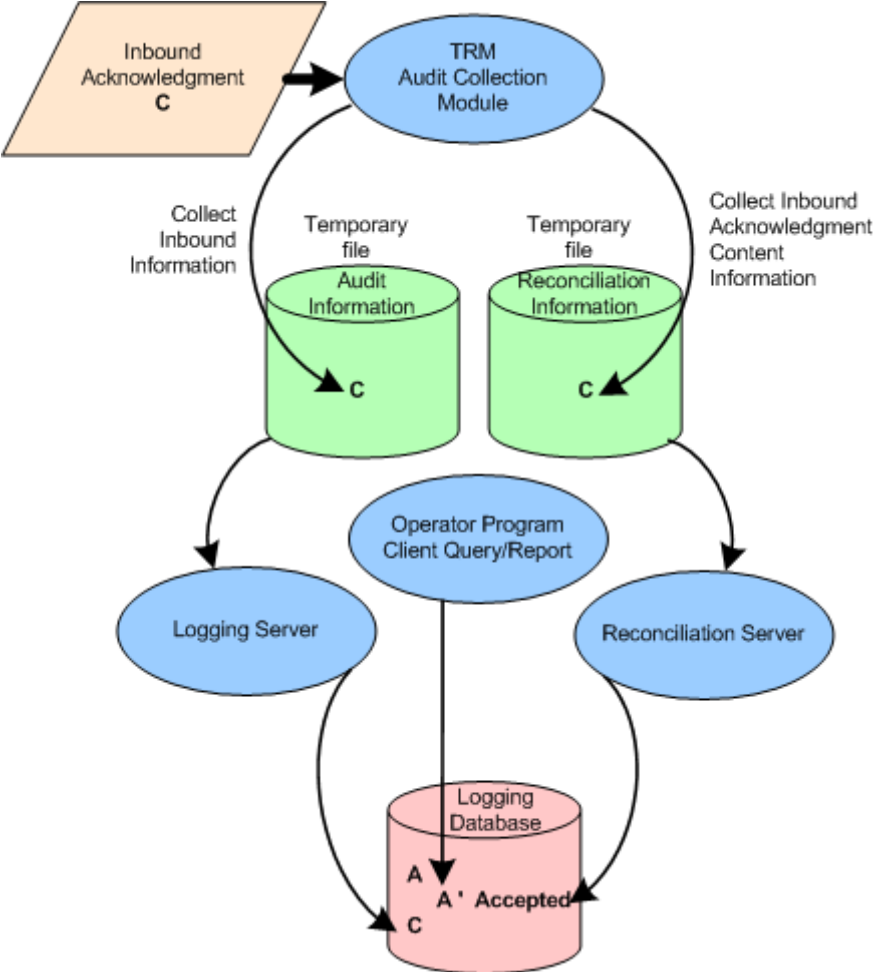 Inbound
Acknowledgment
C
TRM
Audit Collection
Module
Collect
Inbound
Information
Temporary
file
Temporary
file
Collect Inbound
Acknowledgment
Content
Information
Audit
Information
Reconciliation
Information
C
C
Operator Program
Client Query/Report
Logging Server
Reconciliation Server
Logging
Database
A
A ' Accepted
C